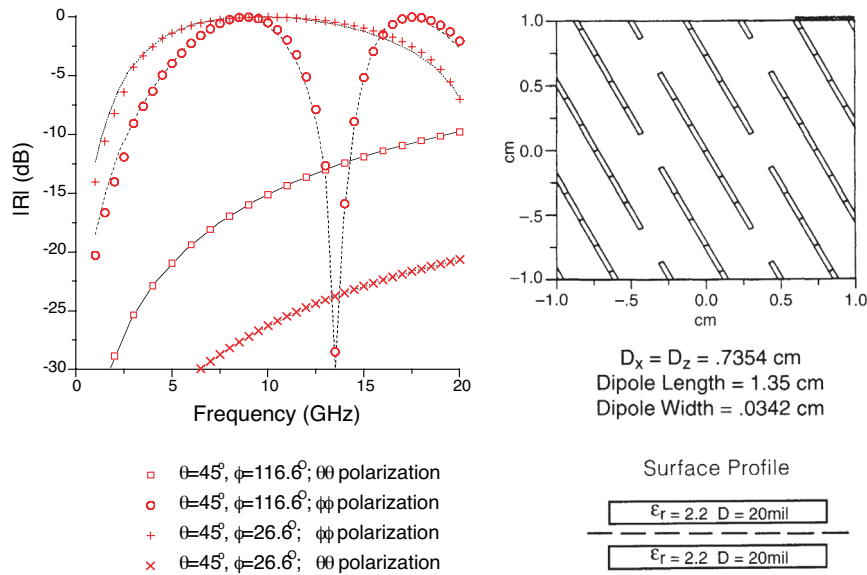 0
-5
-10
-15
-20
-25
-30
|R| (dB)
0
5
10
15
20
Frequency (GHz)
θ=45°, ϕ=116.6°; θθ polarization
θ=45°, ϕ=116.6°; ϕϕ polarization
θ=45°, ϕ=26.6°; ϕϕ polarization
θ=45°, ϕ=26.6°; θθ polarization
1.0
0.5
0.0
-.5
-1.0
cm
-1.0
-.5
0.0
0.5
1.0
cm
Dx = Dz = .7354 cm
Dipole Length = 1.35 cm
Dipole Width = .0342 cm
Surface Profile
εr = 2.2 D = 20mil
εr = 2.2 D = 20mil